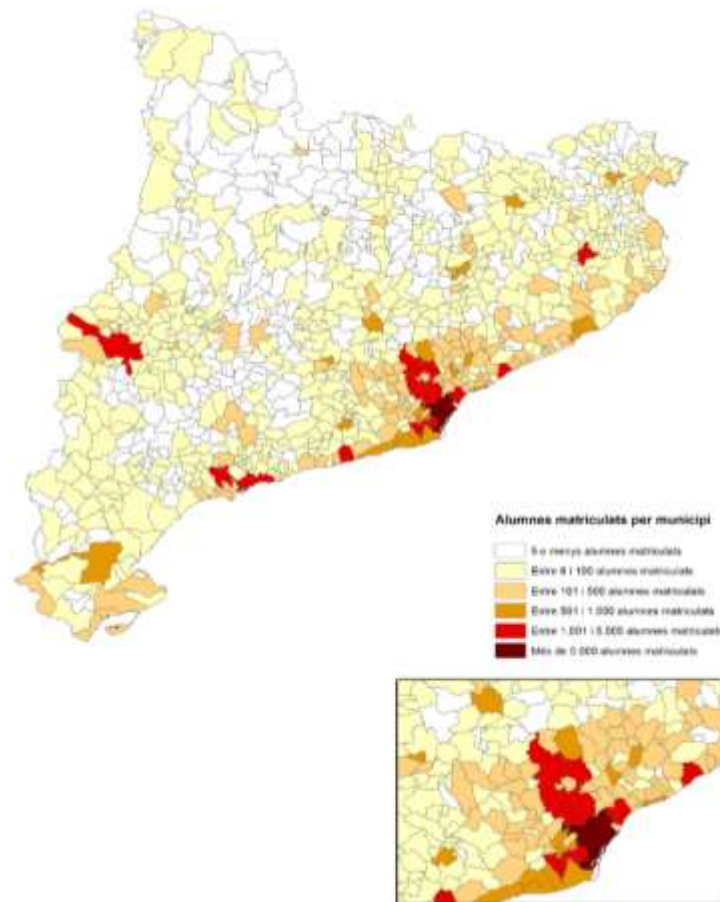 Alumnes matriculats per municipi
5 o menys alumnes matriculats
Entre 6 i 100 alumnes matriculats
Entre 101 i 500 alumnes matriculats
Entre 501 i 1.000 alumnes matriculats
Entre 1.001 i 5.000 alumnes matriculats
Més de 5.000 alumnes matriculats